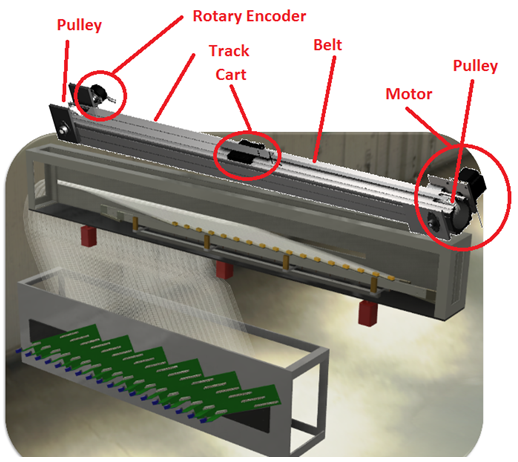 Rotary Encoder
Pulley
Track
Belt
Cart
Pulley
Motor